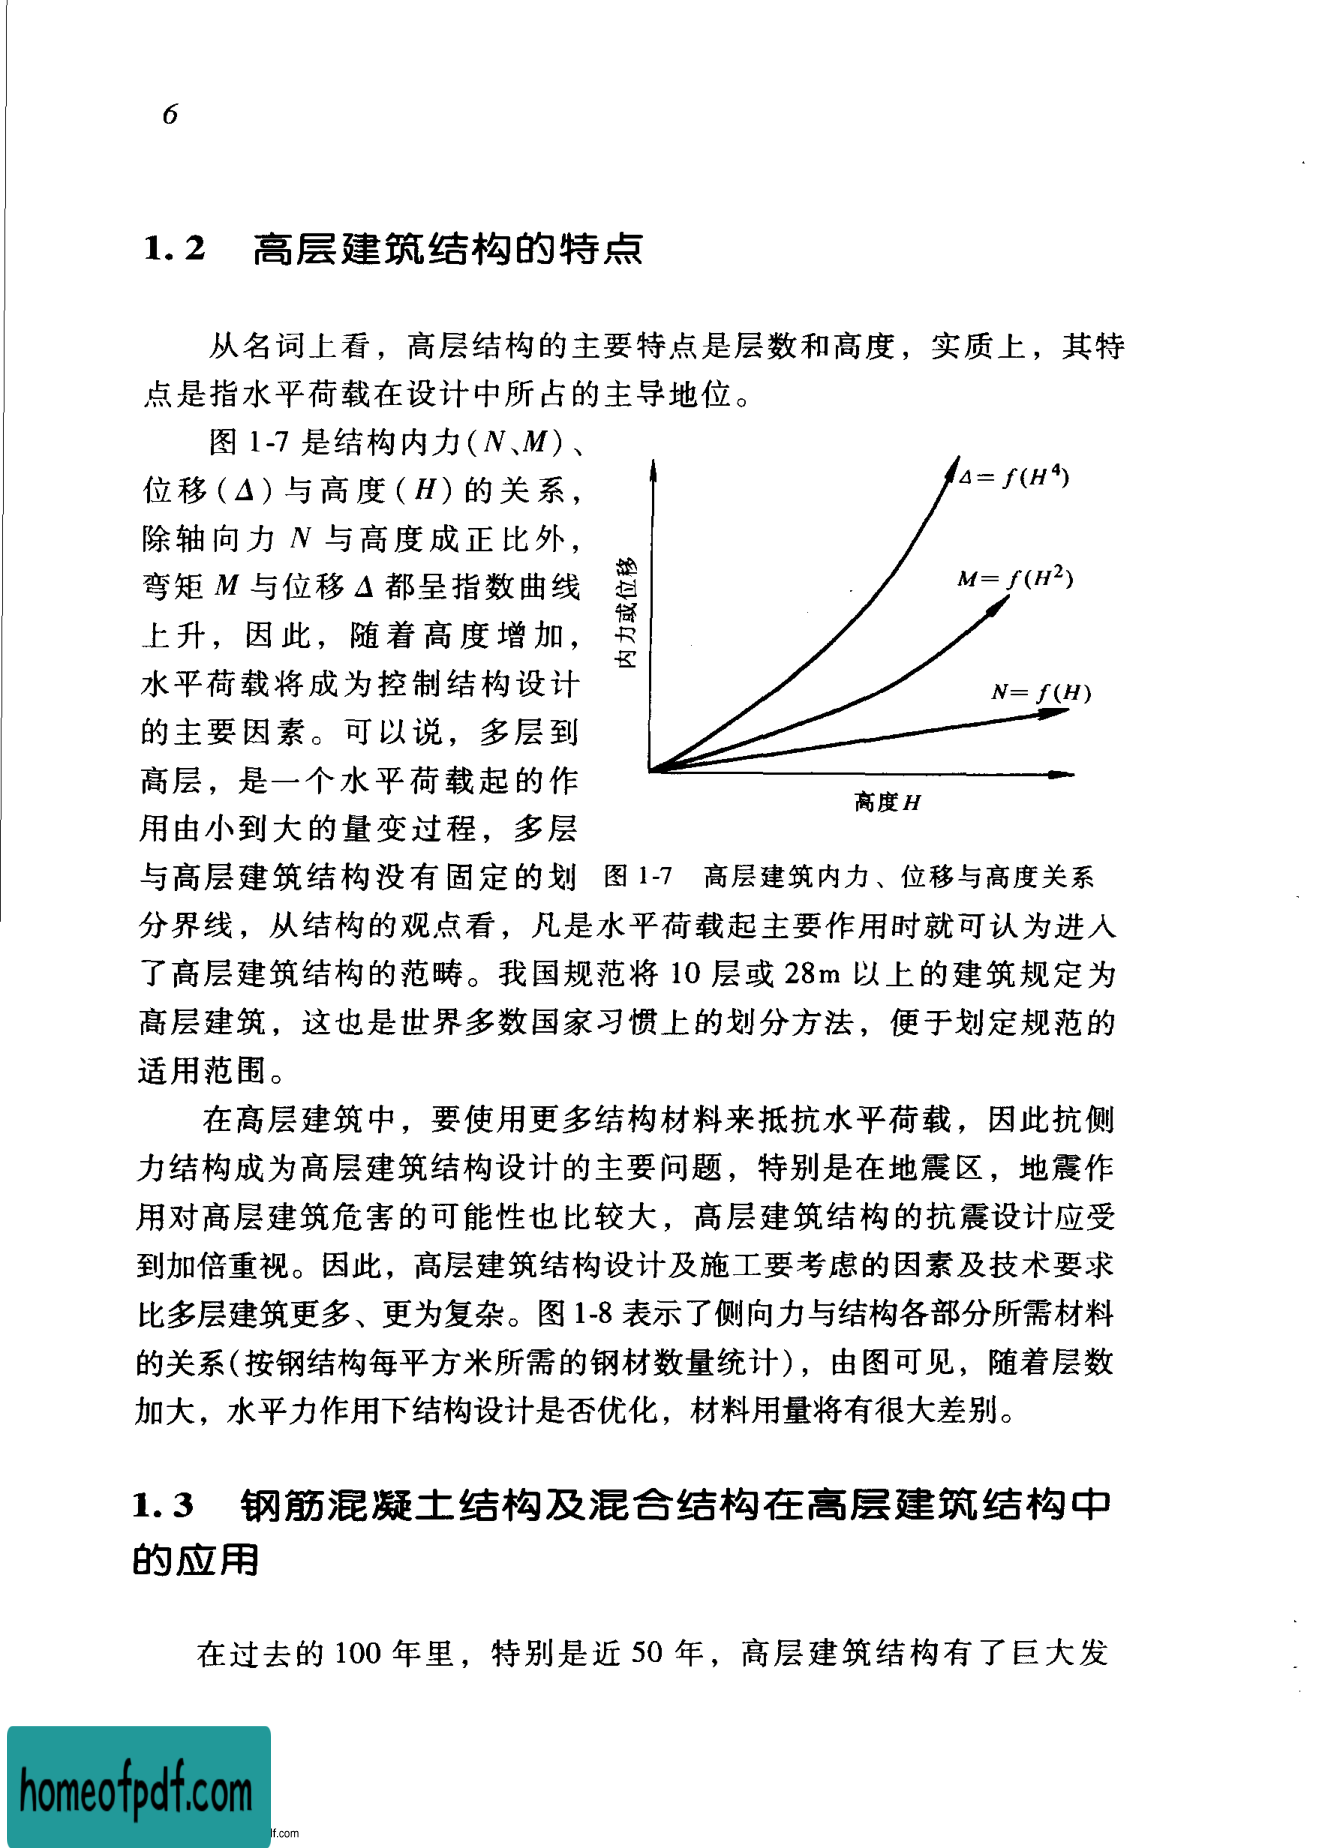 6
1.2 高层建筑结构的特点
从名词上看，高层结构的主要特点是层数和高度，实质上，其特
点是指水平荷载在设计中所占的主导地位。
图 1-7 是结构内力(N、M)、
位移(Δ)与高度(H)的关系，
除轴向力 N 与高度成正比外，
弯矩 M 与位移 Δ 都呈指数曲线
上升，因此，随着高度增加，
水平荷载将成为控制结构设计
的主要因素。可以说，多层到
高层，是一个水平荷载起的作
用由小到大的量变过程，多层
与高层建筑结构没有固定的划
内力或位移
Δ= f(H⁴)
M= f(H²)
N= f(H)
高度 H
图 1-7 高层建筑内力、位移与高度关系
分界线，从结构的观点看，凡是水平荷载起主要作用时就可认为进入
了高层建筑结构的范畴。我国规范将 10 层或 28m 以上的建筑规定为
高层建筑，这也是世界多数国家习惯上的划分方法，便于划定规范的
适用范围。
在高层建筑中，要使用更多结构材料来抵抗水平荷载，因此抗侧
力结构成为高层建筑结构设计的主要问题，特别是在地震区，地震作
用对高层建筑危害的可能性也比较大，高层建筑结构的抗震设计应受
到加倍重视。因此，高层建筑结构设计及施工要考虑的因素及技术要求
比多层建筑更多、更为复杂。图 1-8 表示了侧向力与结构各部分所需材料
的关系(按钢结构每平方米所需的钢材数量统计)，由图可见，随着层数
加大，水平力作用下结构设计是否优化，材料用量将有很大差别。
1.3 钢筋混凝土结构及混合结构在高层建筑结构中
的应用
在过去的 100 年里，特别是近 50 年，高层建筑结构有了巨大发
homeofpdf.com
lf.com